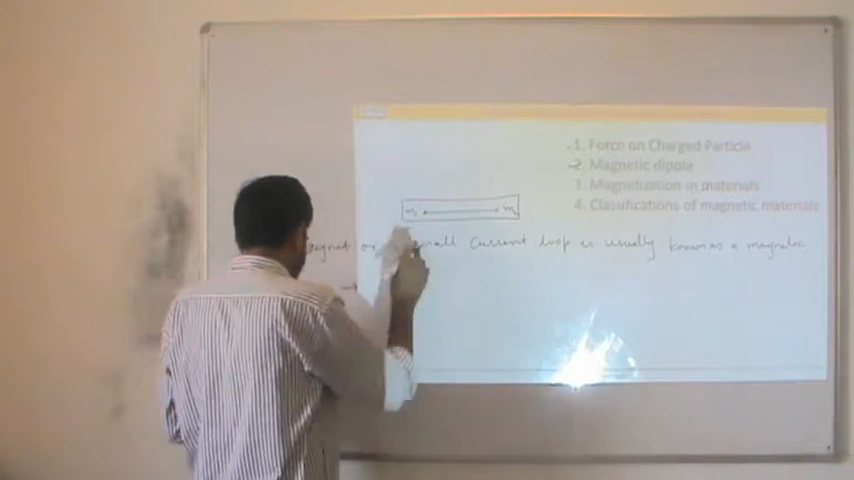 1. Force on Charged Particle
2. Magnetic dipole
3. Magnetization in materials
4. Classifications of magnetic materials
m m
magnet or small current loop is usually known as a magnetic